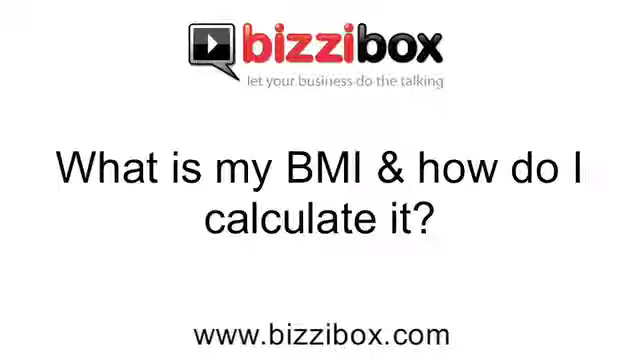 bizzibox
let your business do the talking
What is my BMI & how do I
calculate it?
www.bizzibox.com